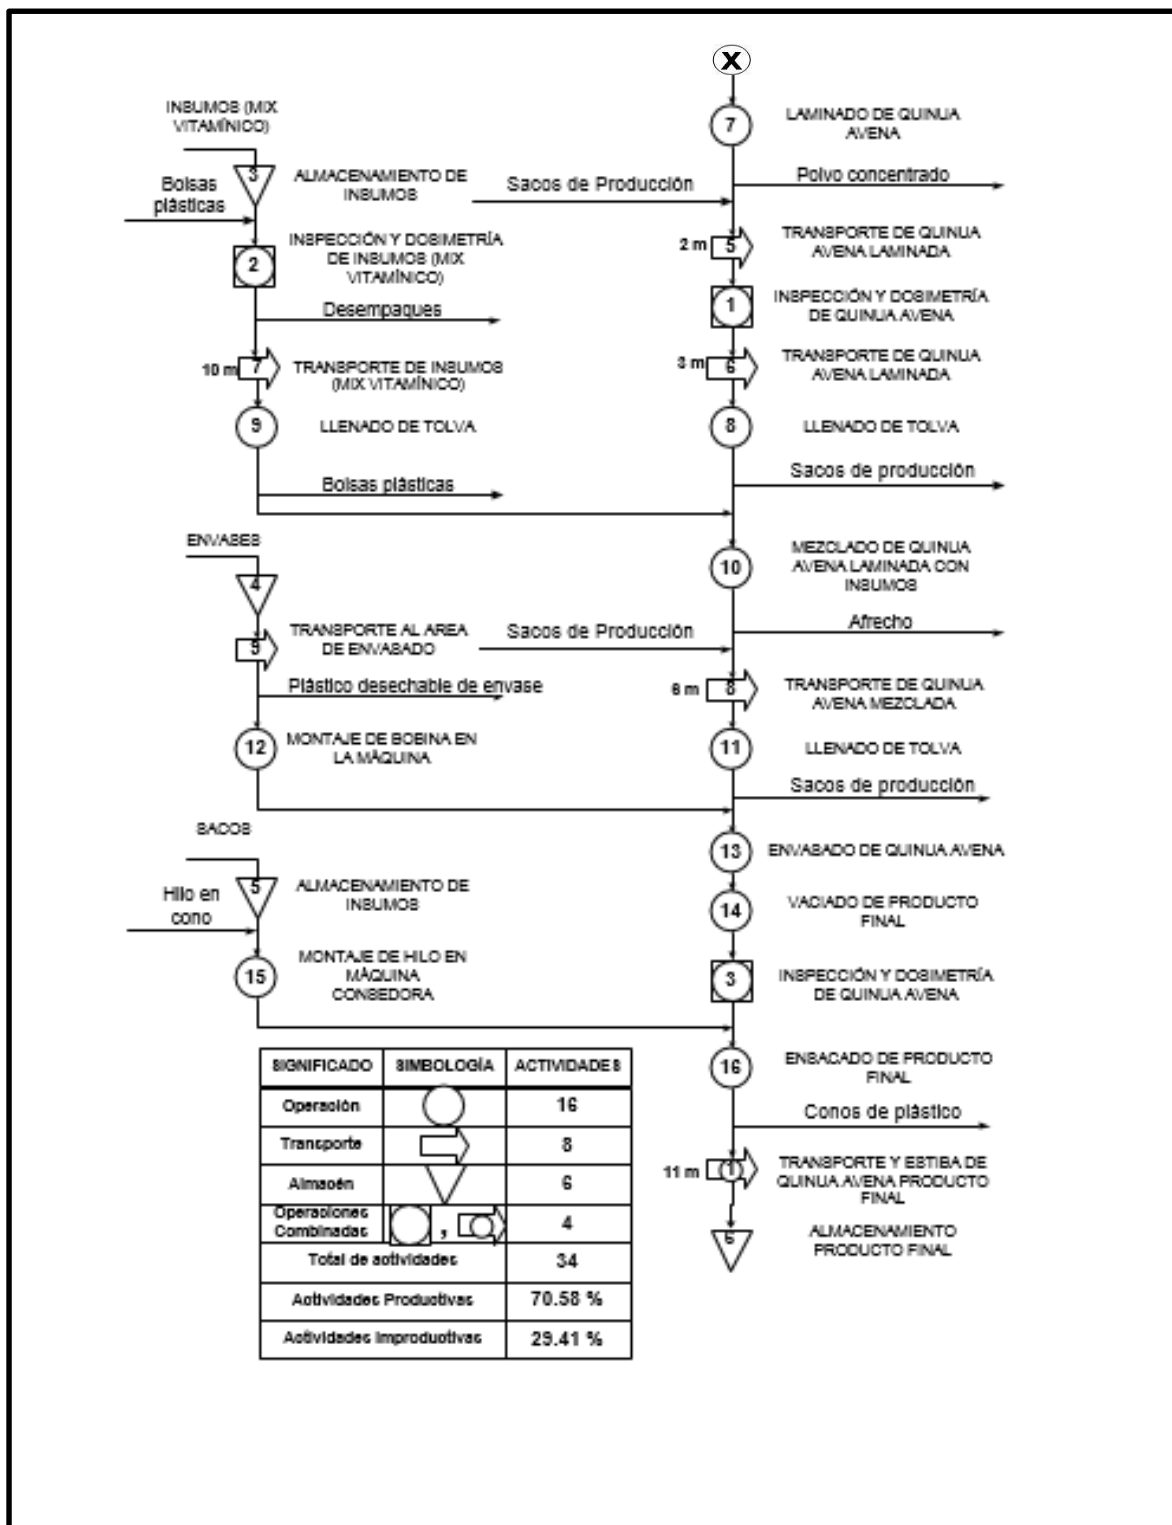 X
7
LAMINADO DE QUINUA
AVENA
INSUMOS (MIX
VITAMÍNICO)
3
ALMACENAMIENTO DE
INSUMOS
Bolsas
plásticas
Sacos de Producción
Polvo concentrado
2
INSPECCIÓN Y DOSIMETRÍA
DE INSUMOS (MIX
VITAMÍNICO)
2 m
5
TRANSPORTE DE QUINUA
AVENA LAMINADA
1
INSPECCIÓN Y DOSIMETRÍA
DE QUINUA AVENA
Desempaques
10 m
7
TRANSPORTE DE INSUMOS
(MIX VITAMÍNICO)
3 m
6
TRANSPORTE DE QUINUA
AVENA LAMINADA
9
LLENADO DE TOLVA
8
LLENADO DE TOLVA
Bolsas plásticas
Sacos de producción
ENVASES
4
10
MEZCLADO DE QUINUA
AVENA LAMINADA CON
INSUMOS
9
TRANSPORTE AL AREA
DE ENVASADO
Sacos de Producción
Afrecho
Plástico desechable de envase
6 m
8
TRANSPORTE DE QUINUA
AVENA MEZCLADA
12
MONTAJE DE BOBINA EN
LA MÁQUINA
11
LLENADO DE TOLVA
Sacos de producción
SACOS
13
ENVASADO DE QUINUA AVENA
5
ALMACENAMIENTO DE
INSUMOS
Hilo en
cono
14
VACIADO DE PRODUCTO
FINAL
15
MONTAJE DE HILO EN
MÁQUINA
CONSEDORA
3
INSPECCIÓN Y DOSIMETRÍA
DE QUINUA AVENA
16
ENSACADO DE PRODUCTO
FINAL
Conos de plástico
11 m
1
TRANSPORTE Y ESTIBA DE
QUINUA AVENA PRODUCTO
FINAL
6
ALMACENAMIENTO
PRODUCTO FINAL
SIGNIFICADO SIMBOLOGÍA ACTIVIDADES
Operación 16
Transporte 8
Almacén 6
Operaciones
Combinadas , 4
Total de actividades 34
Actividades Productivas 70.58 %
Actividades Improductivas 29.41 %